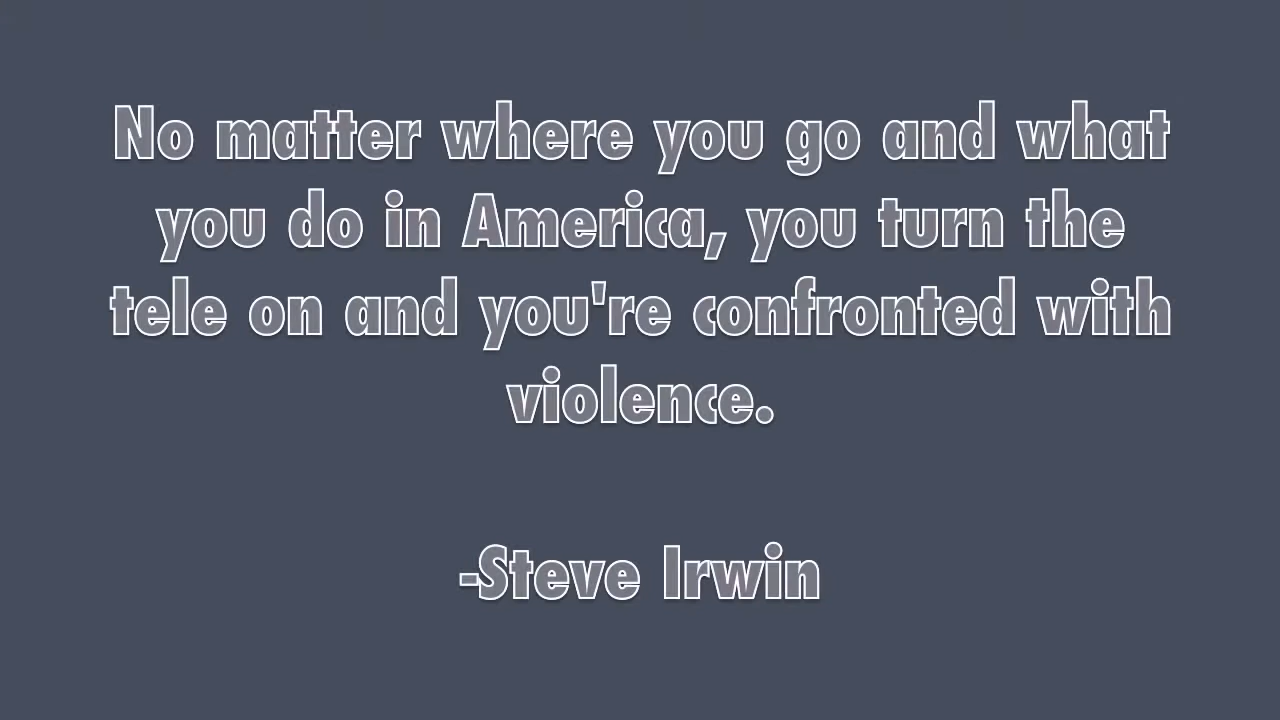 No matter where you go and what
you do in America, you turn the
tele on and you're confronted with
violence.
-Steve Irwin